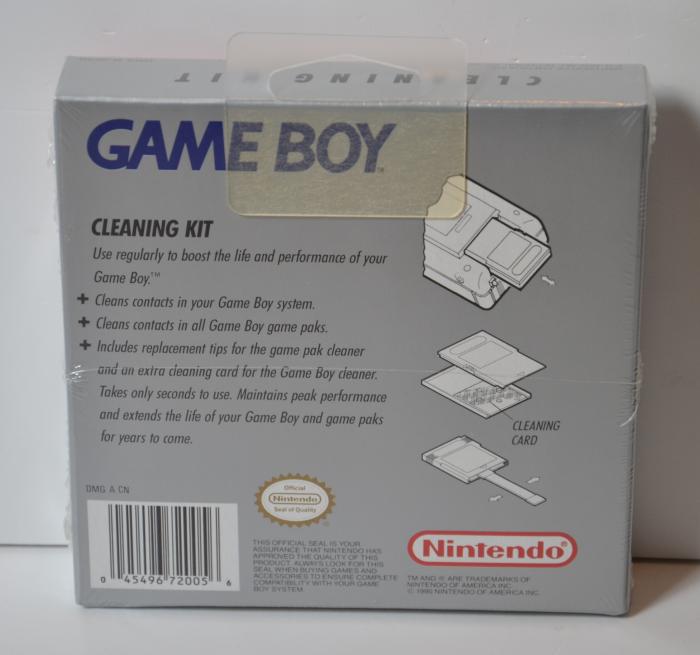 CLEANING KIT
GAME BOY™
CLEANING KIT
Use regularly to boost the life and performance of your
Game Boy.™
+ Cleans contacts in your Game Boy system.
+ Cleans contacts in all Game Boy game paks.
+ Includes replacement tips for the game pak cleaner
and an extra cleaning card for the Game Boy cleaner.
Takes only seconds to use. Maintains peak performance
and extends the life of your Game Boy and game paks
for years to come.
CLEANING
CARD
DMG A CN
0 45496 72005 6
Official
Nintendo
Seal of Quality
THIS OFFICIAL SEAL IS YOUR
ASSURANCE THAT NINTENDO HAS
APPROVED THE QUALITY OF THIS
PRODUCT. ALWAYS LOOK FOR THIS
SEAL WHEN BUYING GAMES AND
ACCESSORIES TO ENSURE COMPLETE
COMPATIBILITY WITH YOUR GAME
BOY SYSTEM.
Nintendo®
TM AND ® ARE TRADEMARKS OF
NINTENDO OF AMERICA INC.
© 1990 NINTENDO OF AMERICA INC.